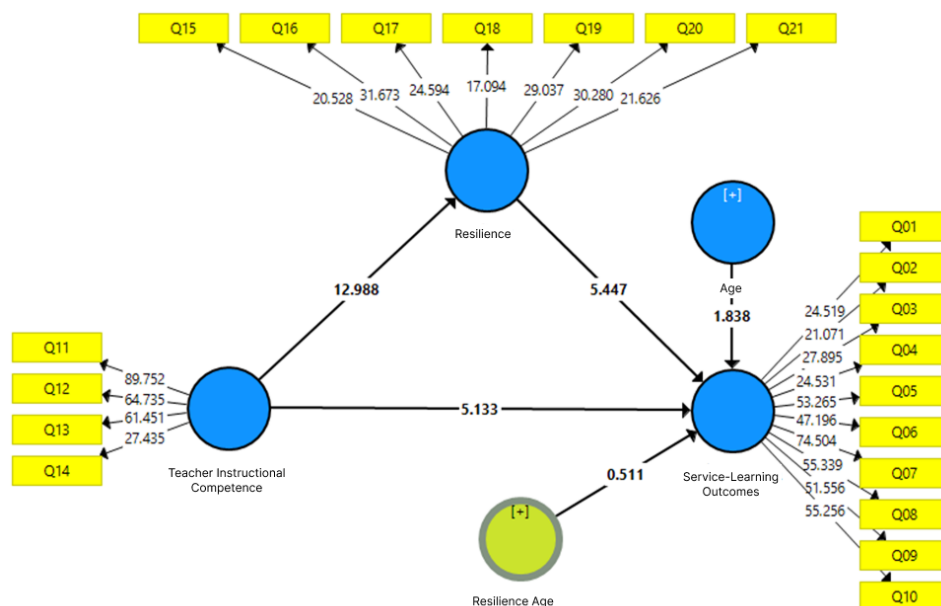 Q15 Q16 Q17 Q18 Q19 Q20 Q21
20.528 31.673 24.594 17.094 29.037 30.280 21.626
Resilience
[+]
Age
1.838
12.988
5.447
Q11
Q12
Q13
Q14
89.752
64.735
61.451
27.435
Teacher Instructional
Competence
5.133
0.511
[+]
Resilience Age
Service-Learning
Outcomes
24.519
21.071
27.895
24.531
53.265
47.196
74.504
55.339
51.556
55.256
Q01
Q02
Q03
Q04
Q05
Q06
Q07
Q08
Q09
Q10